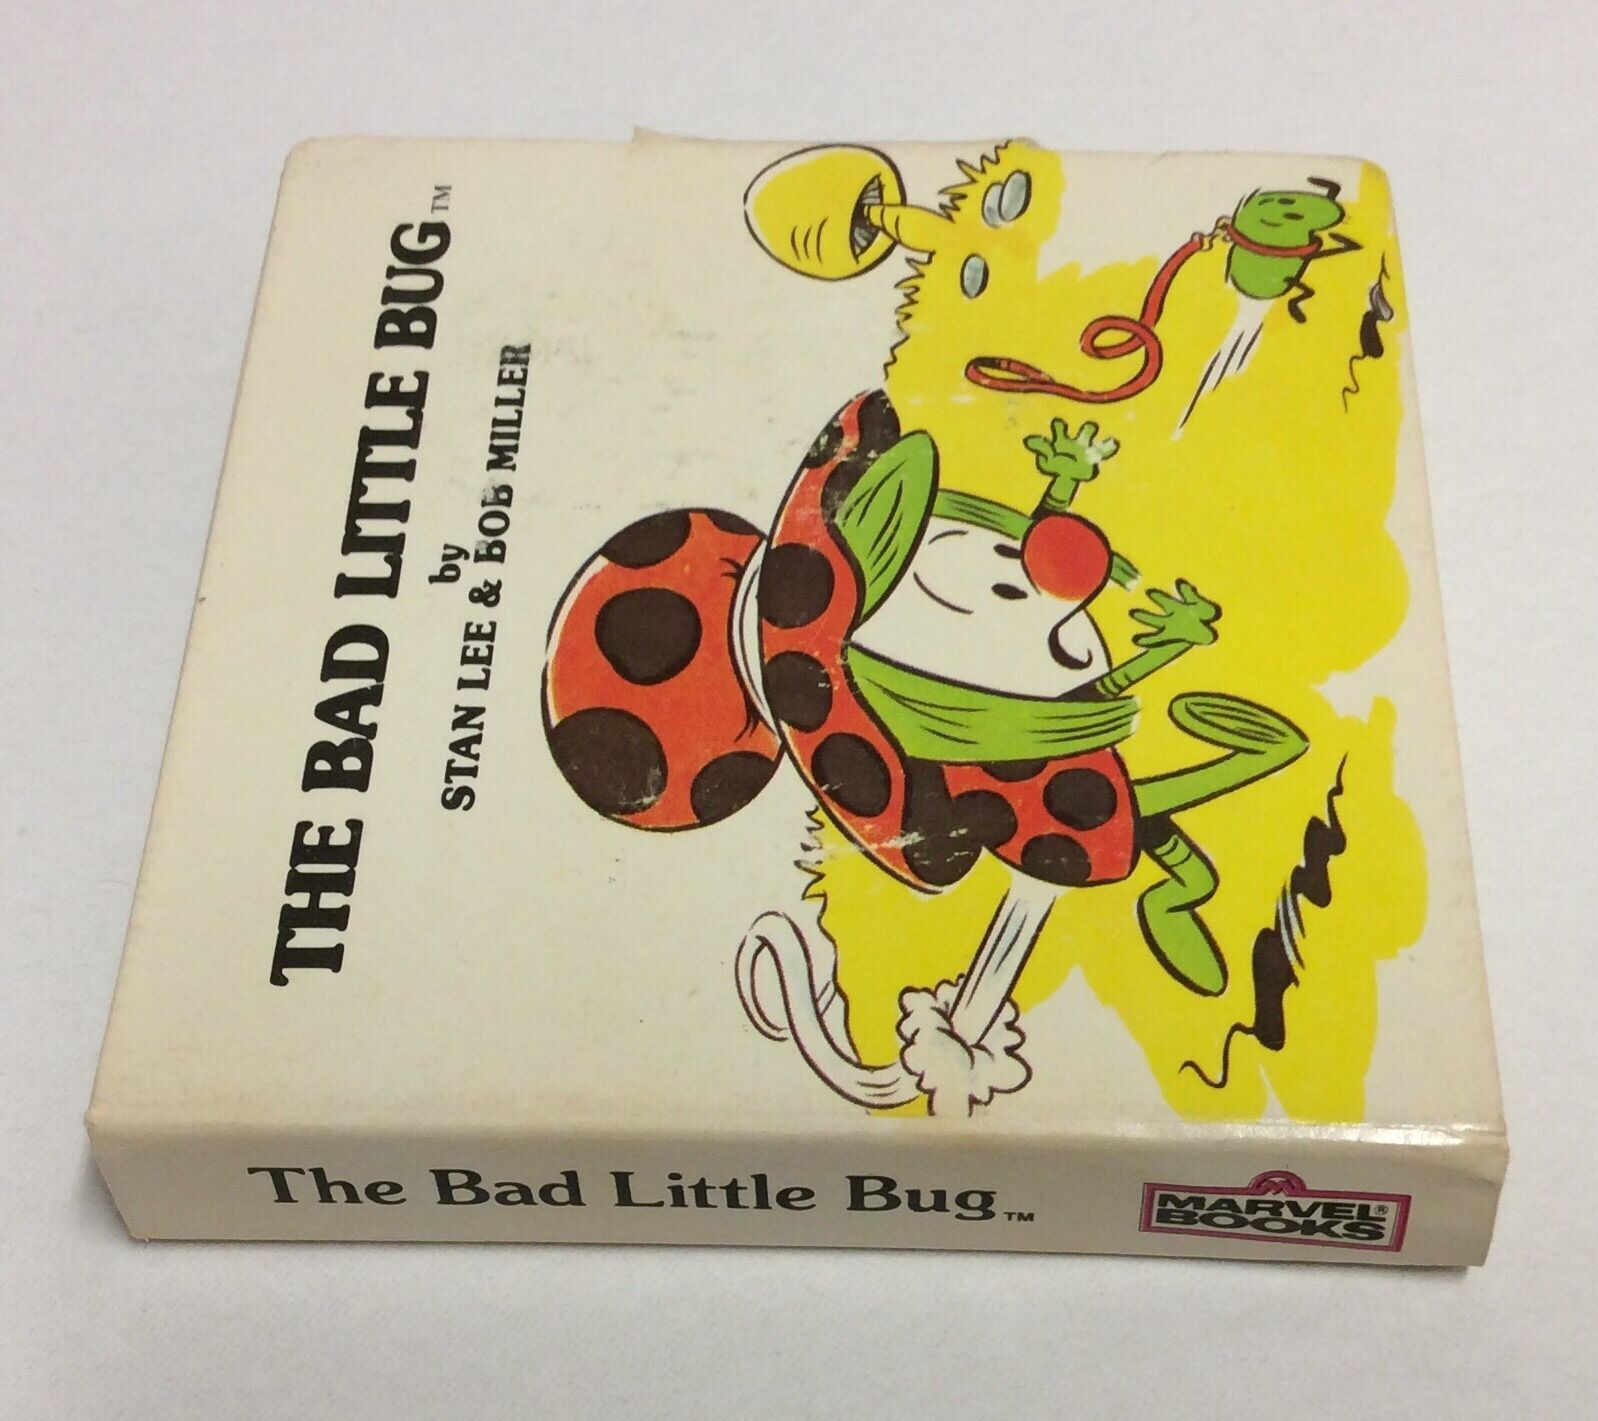 THE BAD LITTLE BUG™
by
STAN LEE & BOB MILLER
The Bad Little Bug™
MARVEL®
BOOKS